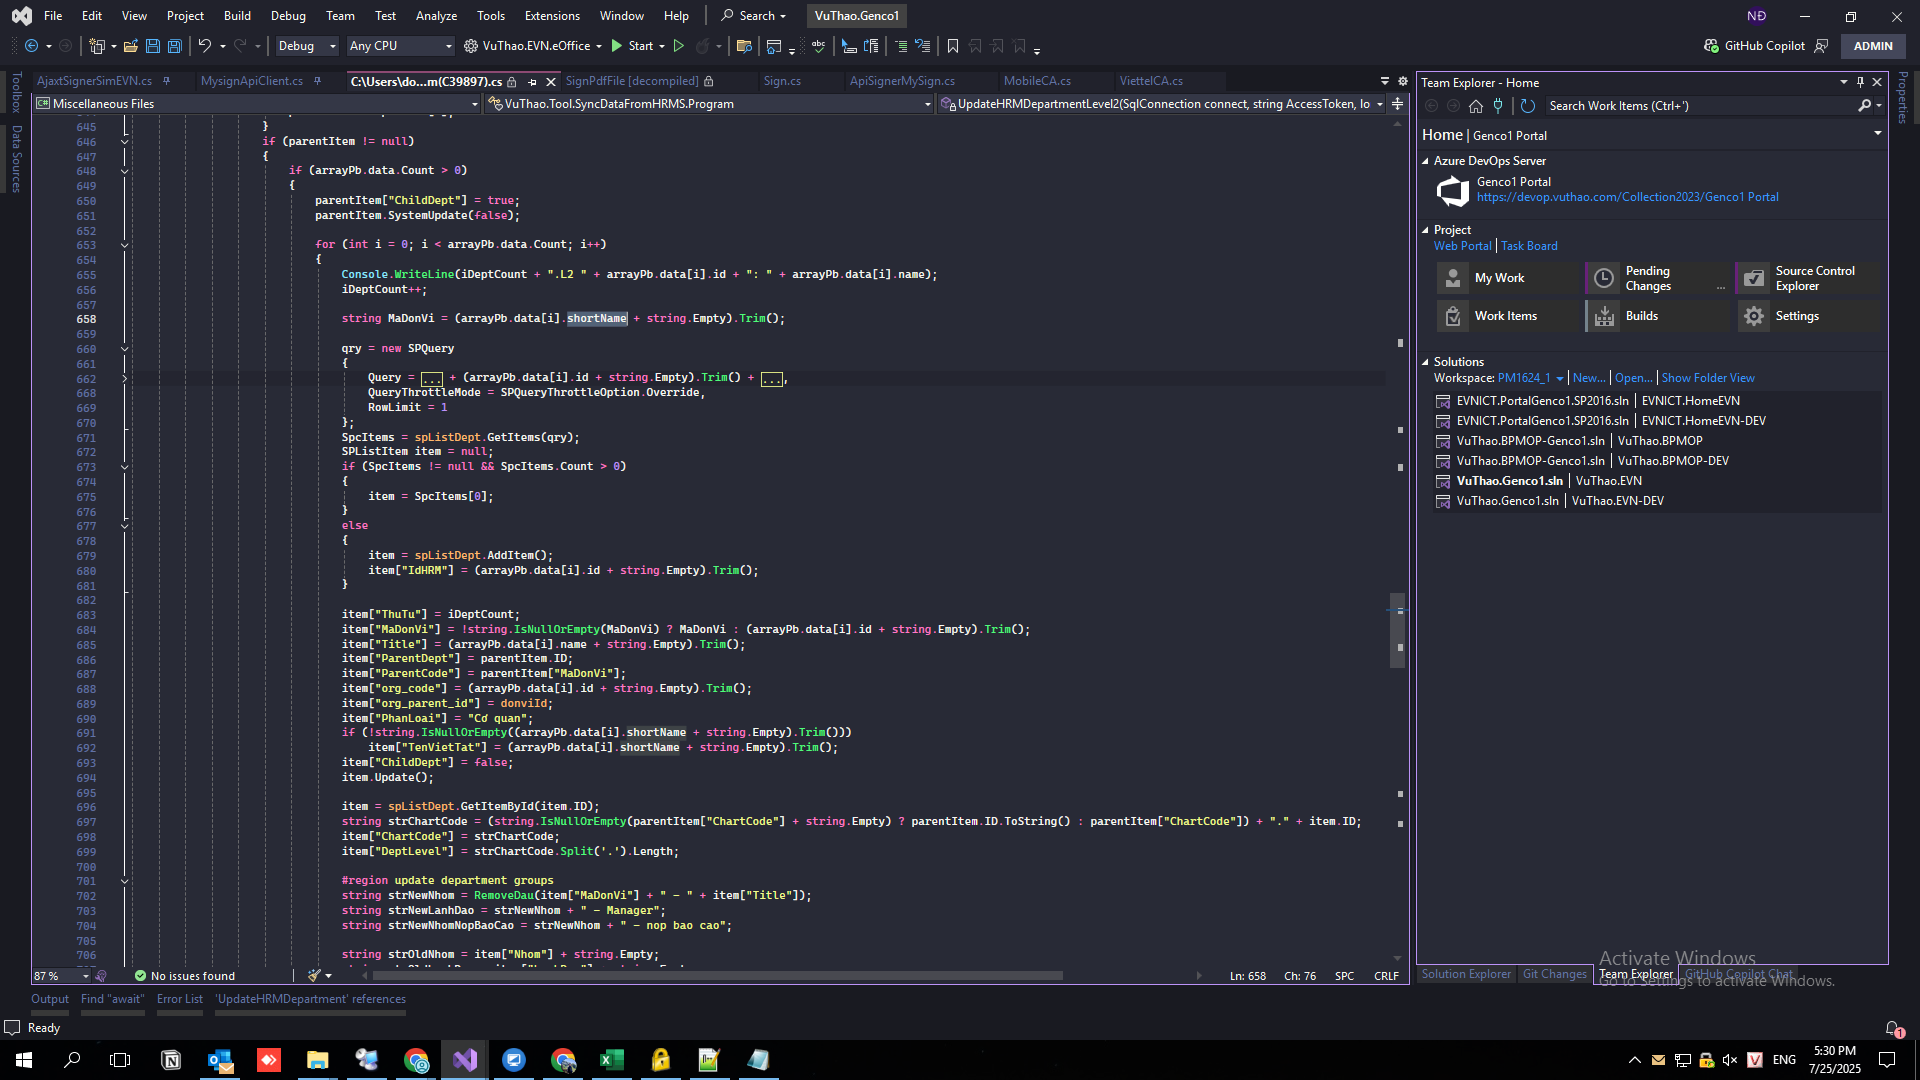 File Edit View Project Build Debug Team Test Analyze Tools Extensions Window Help Search VuThao.Genco1 NĐ
Debug Any CPU VuThao.EVN.eOffice Start GitHub Copilot ADMIN
AjaxtSignerSimEVN.cs MysignApiClient.cs C:\Users\do...m(C39897).cs SignPdfFile [decompiled] Sign.cs ApiSignerMySign.cs MobileCA.cs ViettelCA.cs
Miscellaneous Files VuThao.Tool.SyncDataFromHRMS.Program UpdateHRMDepartmentLevel2(SqlConnection connect, string AccessToken, lo
Toolbox
Data Sources
645 }
646 if (parentItem != null)
647 {
648 if (arrayPb.data.Count > 0)
649 {
650 parentItem["ChildDept"] = true;
651 parentItem.SystemUpdate(false);
652
653 for (int i = 0; i < arrayPb.data.Count; i++)
654 {
655 Console.WriteLine(iDeptCount + ".L2 " + arrayPb.data[i].id + ": " + arrayPb.data[i].name);
656 iDeptCount++;
657
658 string MaDonVi = (arrayPb.data[i].shortName + string.Empty).Trim();
659
660 qry = new SPQuery
661 {
662 Query = ... + (arrayPb.data[i].id + string.Empty).Trim() + ...,
668 QueryThrottleMode = SPQueryThrottleOption.Override,
669 RowLimit = 1
670 };
671 SpcItems = spListDept.GetItems(qry);
672 SPListItem item = null;
673 if (SpcItems != null && SpcItems.Count > 0)
674 {
675 item = SpcItems[0];
676 }
677 else
678 {
679 item = spListDept.AddItem();
680 item["IdHRM"] = (arrayPb.data[i].id + string.Empty).Trim();
681 }
682
683 item["ThuTu"] = iDeptCount;
684 item["MaDonVi"] = !string.IsNullOrEmpty(MaDonVi) ? MaDonVi : (arrayPb.data[i].id + string.Empty).Trim();
685 item["Title"] = (arrayPb.data[i].name + string.Empty).Trim();
686 item["ParentDept"] = parentItem.ID;
687 item["ParentCode"] = parentItem["MaDonVi"];
688 item["org_code"] = (arrayPb.data[i].id + string.Empty).Trim();
689 item["org_parent_id"] = donviId;
690 item["PhanLoai"] = "Cơ quan";
691 if (!string.IsNullOrEmpty((arrayPb.data[i].shortName + string.Empty).Trim()))
692 item["TenVietTat"] = (arrayPb.data[i].shortName + string.Empty).Trim();
693 item["ChildDept"] = false;
694 item.Update();
695
696 item = spListDept.GetItemById(item.ID);
697 string strChartCode = (string.IsNullOrEmpty(parentItem["ChartCode"] + string.Empty) ? parentItem.ID.ToString() : parentItem["ChartCode"]) + "." + item.ID;
698 item["ChartCode"] = strChartCode;
699 item["DeptLevel"] = strChartCode.Split('.').Length;
700
701 #region update department groups
702 string strNewNhom = RemoveDau(item["MaDonVi"] + " - " + item["Title"]);
703 string strNewLanhDao = strNewNhom + " - Manager";
704 string strNewNhomNopBaoCao = strNewNhom + " - nop bao cao";
705
706 string strOldNhom = item["Nhom"] + string.Empty;
87 % No issues found Ln: 658 Ch: 76 SPC CRLF
Output Find "await" Error List 'UpdateHRMDepartment' references
Ready
Team Explorer - Home
Search Work Items (Ctrl+')
Home | Genco1 Portal
Azure DevOps Server
Genco1 Portal
https://devop.vuthao.com/Collection2023/Genco1 Portal
Project
Web Portal | Task Board
My Work
Pending Changes ...
Source Control Explorer
Work Items
Builds
Settings
Solutions
Workspace: PM1624_1 | New... | Open... | Show Folder View
EVNICT.PortalGenco1.SP2016.sln | EVNICT.HomeEVN
EVNICT.PortalGenco1.SP2016.sln | EVNICT.HomeEVN-DEV
VuThao.BPMOP-Genco1.sln | VuThao.BPMOP
VuThao.BPMOP-Genco1.sln | VuThao.BPMOP-DEV
VuThao.Genco1.sln | VuThao.EVN
VuThao.Genco1.sln | VuThao.EVN-DEV
Properties
Activate Windows
Go to Settings to activate Windows.
Solution Explorer Git Changes Team Explorer GitHub Copilot Chat
1
ENG
5:30 PM
7/25/2025